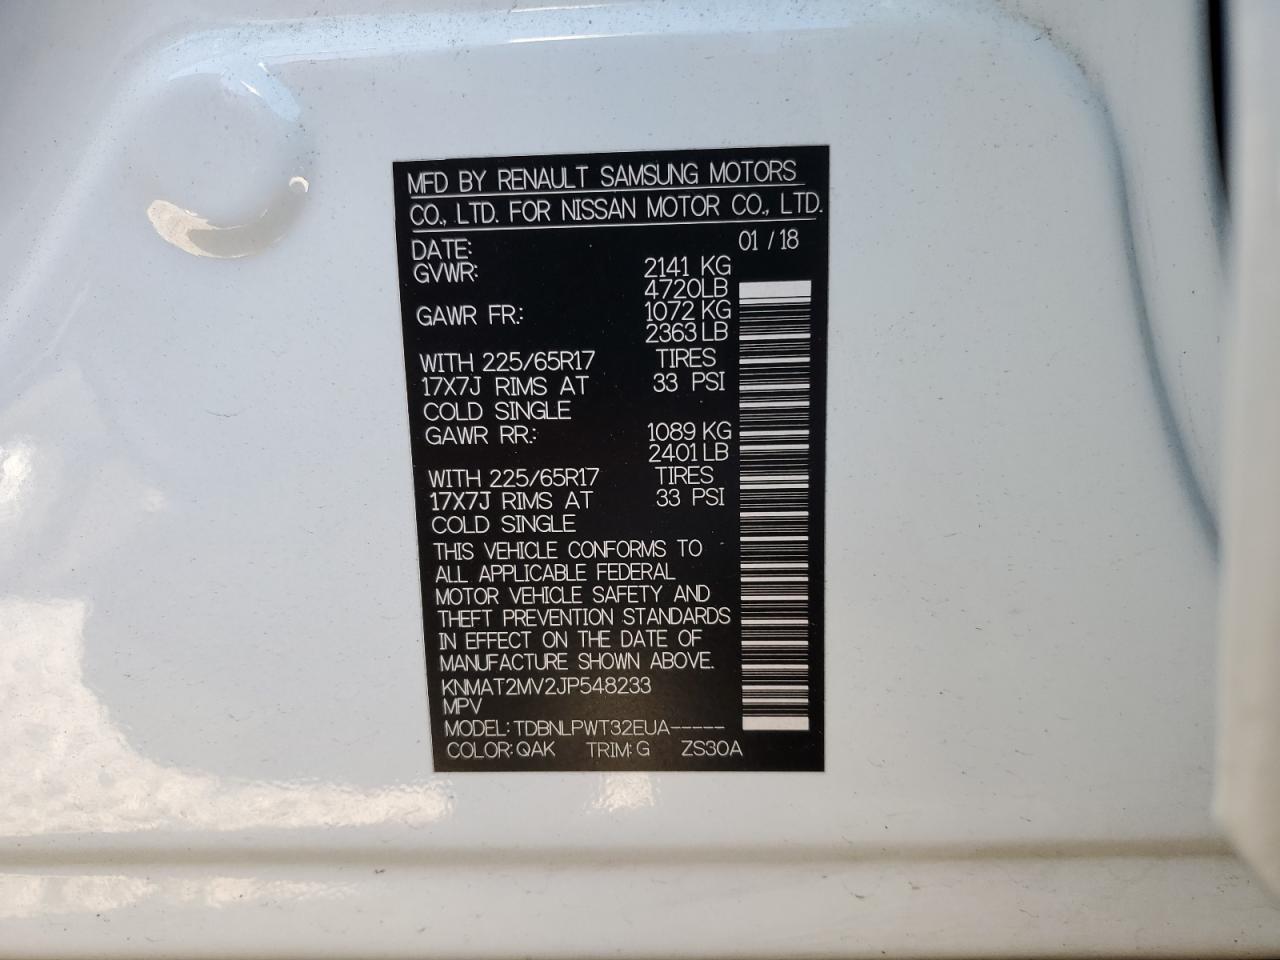 MFD BY RENAULT SAMSUNG MOTORS
CO., LTD. FOR NISSAN MOTOR CO., LTD.
DATE: 01 / 18
GVWR: 2141 KG
4720LB
GAWR FR.: 1072 KG
2363 LB
WITH 225/65R17 TIRES
17X7J RIMS AT 33 PSI
COLD SINGLE
GAWR RR.: 1089 KG
2401 LB
WITH 225/65R17 TIRES
17X7J RIMS AT 33 PSI
COLD SINGLE
THIS VEHICLE CONFORMS TO
ALL APPLICABLE FEDERAL
MOTOR VEHICLE SAFETY AND
THEFT PREVENTION STANDARDS
IN EFFECT ON THE DATE OF
MANUFACTURE SHOWN ABOVE.
KNMAT2MV2JP548233
MPV
MODEL: TDBNLPWT32EUA-----
COLOR: QAK TRIM: G ZS30A